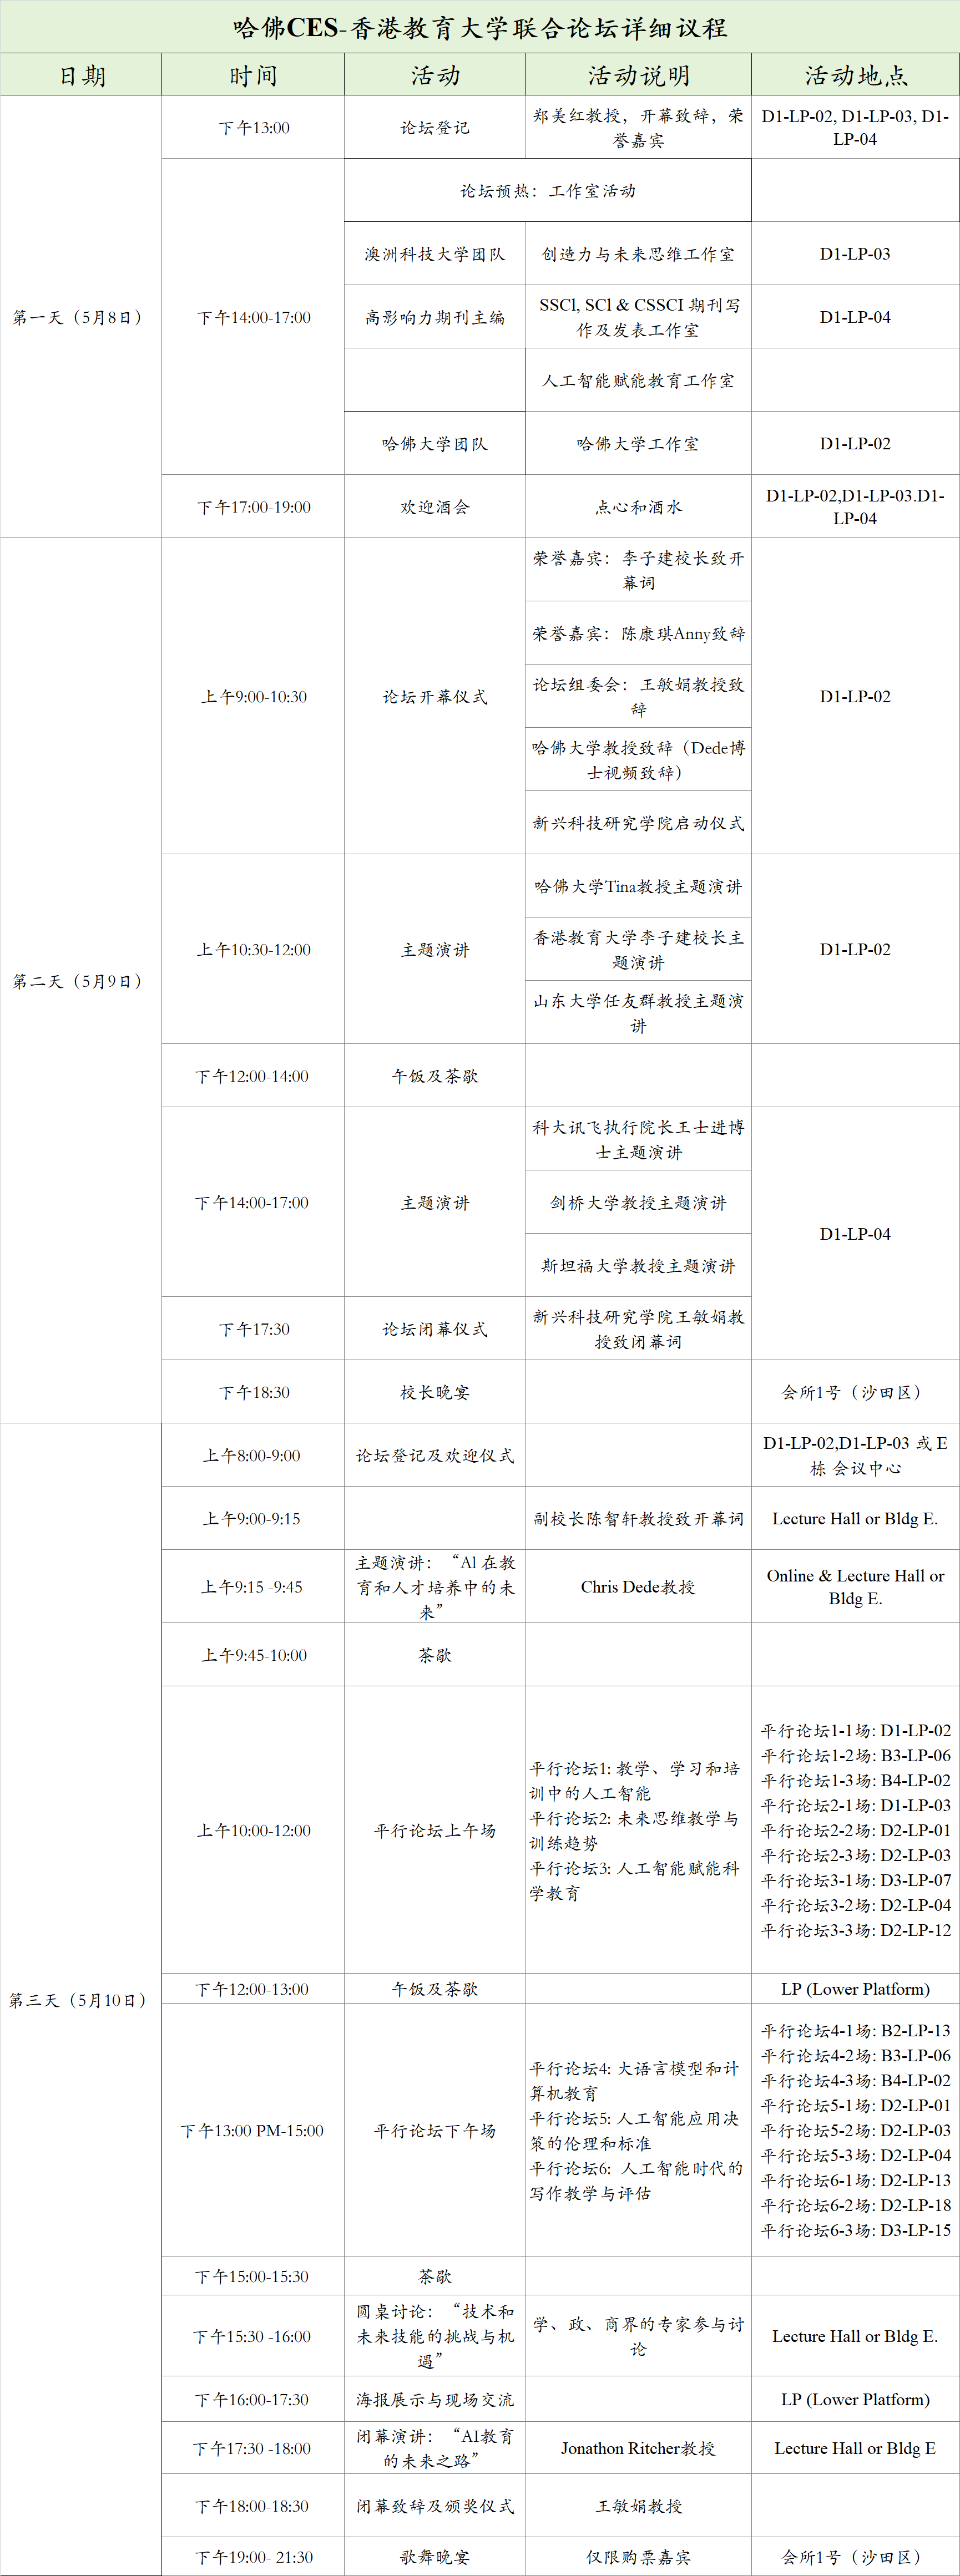 哈佛CES-香港教育大学联合论坛详细议程
日期 时间 活动 活动说明 活动地点
第一天（5月8日）
下午13:00
论坛登记
郑美红教授，开幕致辞，荣
誉嘉宾
D1-LP-02, D1-LP-03, D1-
LP-04
下午14:00-17:00
论坛预热：工作室活动
澳洲科技大学团队
创造力与未来思维工作室
D1-LP-03
高影响力期刊主编
SSCl, SCl & CSSCI 期刊写
作及发表工作室
D1-LP-04
人工智能赋能教育工作室
哈佛大学团队
哈佛大学工作室
D1-LP-02
下午17:00-19:00
欢迎酒会
点心和酒水
D1-LP-02,D1-LP-03.D1-
LP-04
第二天（5月9日）
上午9:00-10:30
论坛开幕仪式
荣誉嘉宾：李子建校长致开
幕词
荣誉嘉宾：陈康琪Anny致辞
论坛组委会：王敏娟教授致
辞
哈佛大学教授致辞（Dede博
士视频致辞）
新兴科技研究学院启动仪式
D1-LP-02
上午10:30-12:00
主题演讲
哈佛大学Tina教授主题演讲
香港教育大学李子建校长主
题演讲
山东大学任友群教授主题演
讲
D1-LP-02
下午12:00-14:00
午饭及茶歇
下午14:00-17:00
主题演讲
科大讯飞执行院长王士进博
士主题演讲
剑桥大学教授主题演讲
斯坦福大学教授主题演讲
D1-LP-04
下午17:30
论坛闭幕仪式
新兴科技研究学院王敏娟教
授致闭幕词
下午18:30
校长晚宴
会所1号（沙田区）
第三天（5月10日）
上午8:00-9:00
论坛登记及欢迎仪式
D1-LP-02,D1-LP-03 或 E
栋 会议中心
上午9:00-9:15
副校长陈智轩教授致开幕词
Lecture Hall or Bldg E.
上午9:15 -9:45
主题演讲：“Al 在教
育和人才培养中的未
来”
Chris Dede教授
Online & Lecture Hall or
Bldg E.
上午9:45-10:00
茶歇
上午10:00-12:00
平行论坛上午场
平行论坛1: 教学、学习和培
训中的人工智能
平行论坛2: 未来思维教学与
训练趋势
平行论坛3: 人工智能赋能科
学教育
平行论坛1-1场: D1-LP-02
平行论坛1-2场: B3-LP-06
平行论坛1-3场: B4-LP-02
平行论坛2-1场: D1-LP-03
平行论坛2-2场: D2-LP-01
平行论坛2-3场: D2-LP-03
平行论坛3-1场: D3-LP-07
平行论坛3-2场: D2-LP-04
平行论坛3-3场: D2-LP-12
下午12:00-13:00
午饭及茶歇
LP (Lower Platform)
下午13:00 PM-15:00
平行论坛下午场
平行论坛4: 大语言模型和计
算机教育
平行论坛5: 人工智能应用决
策的伦理和标准
平行论坛6: 人工智能时代的
写作教学与评估
平行论坛4-1场: B2-LP-13
平行论坛4-2场: B3-LP-06
平行论坛4-3场: B4-LP-02
平行论坛5-1场: D2-LP-01
平行论坛5-2场: D2-LP-03
平行论坛5-3场: D2-LP-04
平行论坛6-1场: D2-LP-13
平行论坛6-2场: D2-LP-18
平行论坛6-3场: D3-LP-15
下午15:00-15:30
茶歇
下午15:30 -16:00
圆桌讨论：“技术和
未来技能的挑战与机
遇”
学、政、商界的专家参与讨
论
Lecture Hall or Bldg E.
下午16:00-17:30
海报展示与现场交流
LP (Lower Platform)
下午17:30 -18:00
闭幕演讲：“AI教育
的未来之路”
Jonathon Ritcher教授
Lecture Hall or Bldg E
下午18:00-18:30
闭幕致辞及颁奖仪式
王敏娟教授
下午19:00- 21:30
歌舞晚宴
仅限购票嘉宾
会所1号（沙田区）